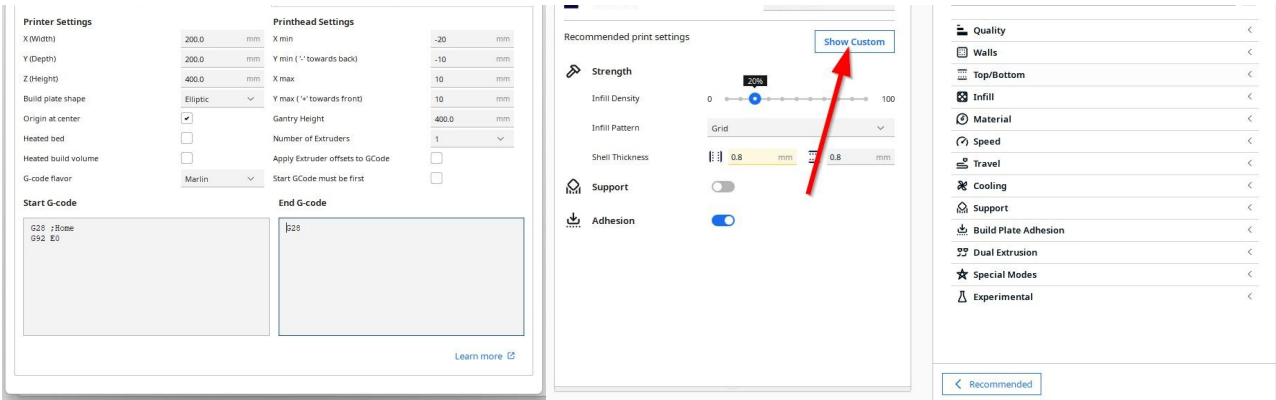 Printer Settings
X (Width) 200.0 mm
Y (Depth) 200.0 mm
Z (Height) 400.0 mm
Build plate shape Elliptic
Origin at center
Heated bed
Heated build volume
G-code flavor Marlin
Printhead Settings
X min -20 mm
Y min ( '-' towards back) -10 mm
X max 10 mm
Y max ( '+' towards front) 10 mm
Gantry Height 400.0 mm
Number of Extruders 1
Apply Extruder offsets to GCode
Start GCode must be first
Start G-code
G28 ;Home
G92 E0
End G-code
G28
Learn more
Recommended print settings
Show Custom
Strength
20%
Infill Density 0 100
Infill Pattern Grid
Shell Thickness 0.8 mm 0.8 mm
Support
Adhesion
Quality
Walls
Top/Bottom
Infill
Material
Speed
Travel
Cooling
Support
Build Plate Adhesion
Dual Extrusion
Special Modes
Experimental
Recommended